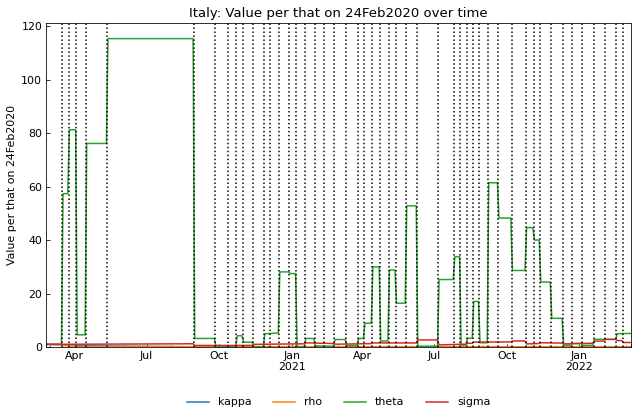 Italy: Value per that on 24Feb2020 over time
Value per that on 24Feb2020
120
100
80
60
40
20
0
Apr Jul Oct Jan Apr Jul Oct Jan
2021 2022
kappa rho theta sigma